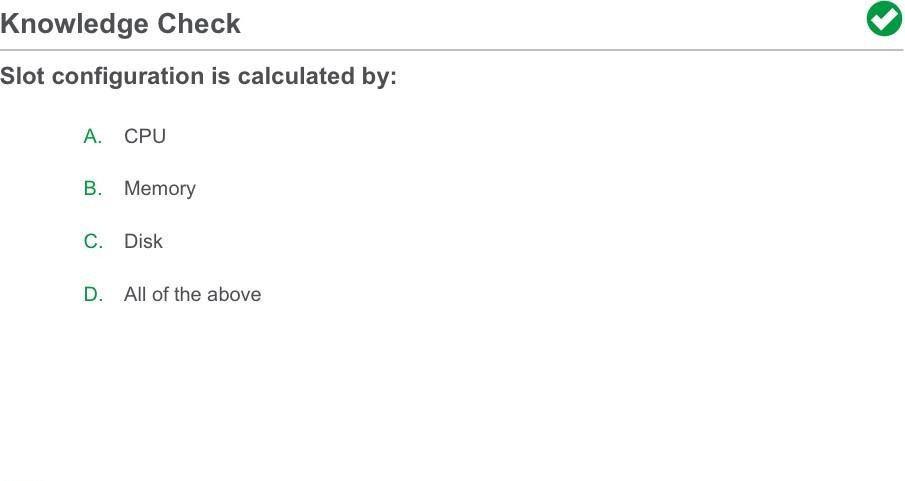 Knowledge Check
Slot configuration is calculated by:
A. CPU
B. Memory
C. Disk
D. All of the above